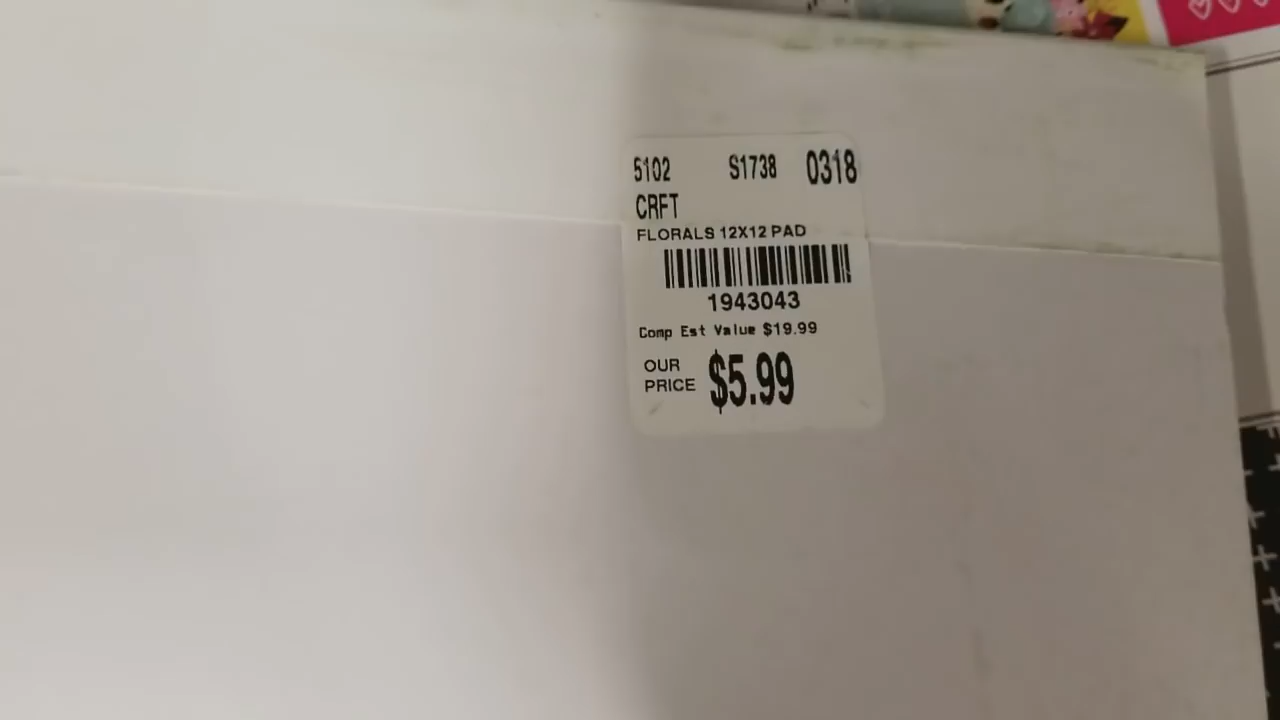 5102 S1738 0318
CRFT
FLORALS 12X12 PAD
1943043
Comp Est Value $19.99
OUR
PRICE $5.99